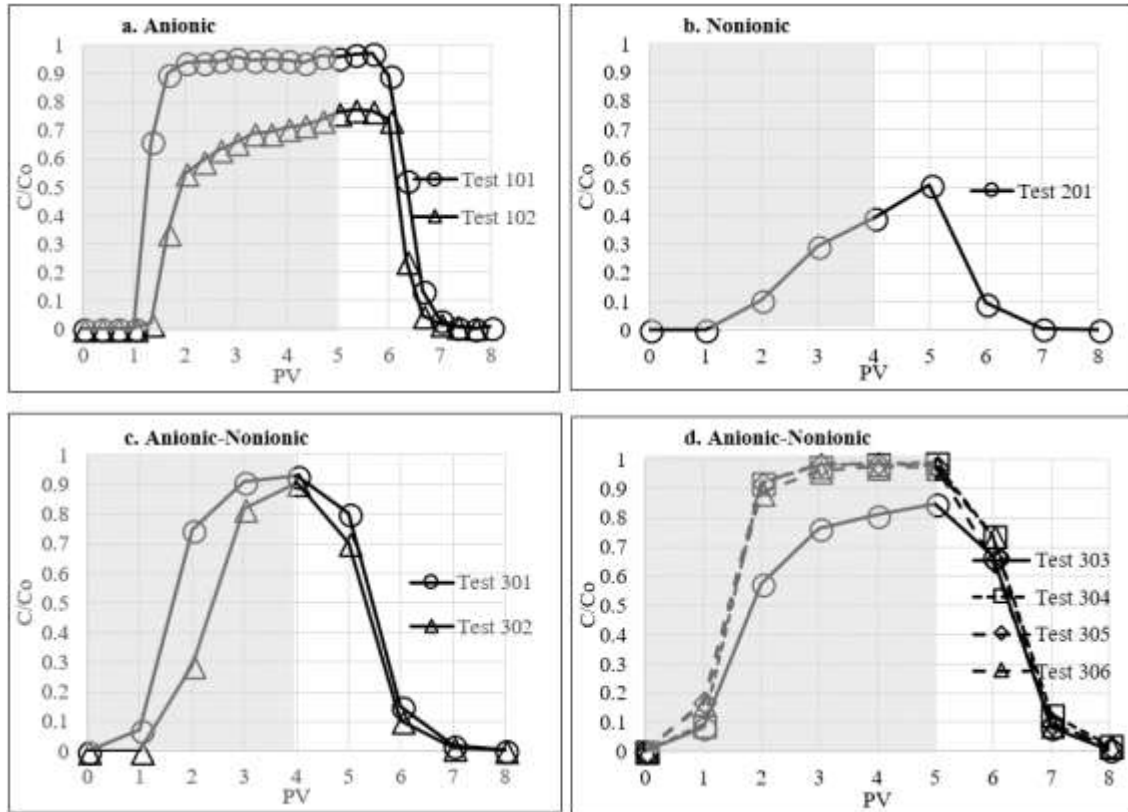 a. Anionic
1
0.9
0.8
0.7
0.6
0.5
0.4
0.3
0.2
0.1
0
C/Co
0 1 2 3 4 5 6 7 8
PV
Test 101
Test 102
b. Nonionic
1
0.9
0.8
0.7
0.6
0.5
0.4
0.3
0.2
0.1
0
C/Co
0 1 2 3 4 5 6 7 8
PV
Test 201
c. Anionic-Nonionic
1
0.9
0.8
0.7
0.6
0.5
0.4
0.3
0.2
0.1
0
C/Co
0 1 2 3 4 5 6 7 8
PV
Test 301
Test 302
d. Anionic-Nonionic
1
0.9
0.8
0.7
0.6
0.5
0.4
0.3
0.2
0.1
0
C/Co
0 1 2 3 4 5 6 7 8
PV
Test 303
Test 304
Test 305
Test 306